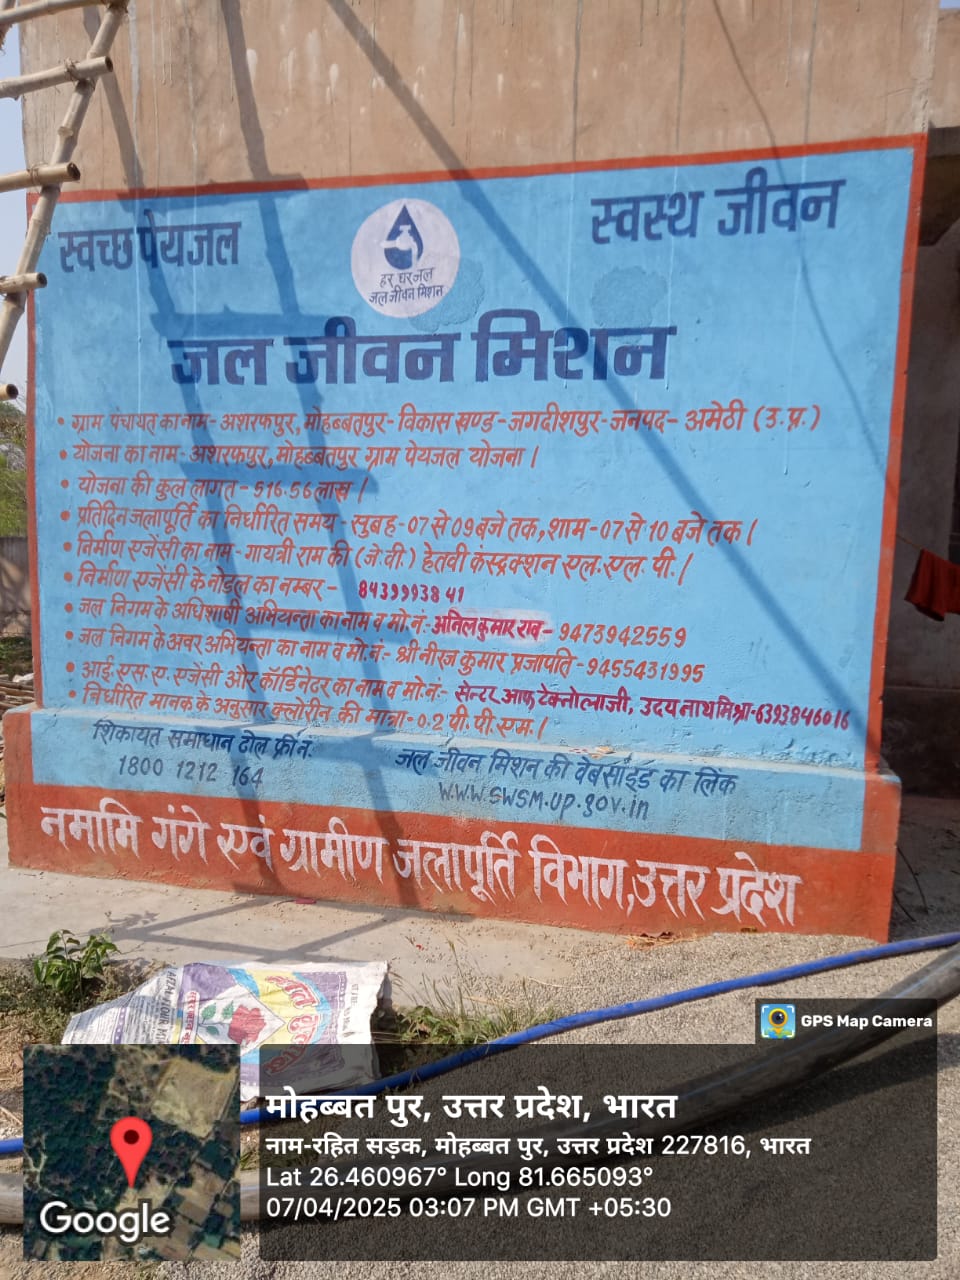 स्वच्छ पेयजल
स्वस्थ जीवन
हर घर जल
जल जीवन मिशन
जल जीवन मिशन
• ग्राम पंचायत का नाम- अशरफपुर, मोहब्बतपुर- विकास खण्ड-जगदीशपुर-जनपद- अमेठी (उ.प्र.)
• योजना का नाम- अशरफपुर, मोहब्बतपुर ग्राम पेयजल योजना।
• योजना की कुल लागत- 516.56 लाख।
• प्रतिदिन जलापूर्ति का निर्धारित समय- सुबह-07 से 09 बजे तक, शाम-07 से 10 बजे तक।
• निर्माण एजेंसी का नाम- गायत्री राम की (जे.वी.) हेतवी कंस्ट्रक्शन एल.एल.पी.।
• निर्माण एजेंसी के नोडल का नम्बर- 8439993841
• जल निगम के अधिशाषी अभियन्ता का नाम व मो.नं:- अनिल कुमार राव- 9473942559
• जल निगम के अवर अभियन्ता का नाम व मो.नं- श्री नीरज कुमार प्रजापति- 9455431995
• आई.एस.ए. एजेंसी और कॉर्डिनेटर का नाम व मो.नं- सेन्टर आफ टेक्नोलाजी, उदय नाथ मिश्रा-6393846016
• निर्धारित मानक के अनुसार क्लोरीन की मात्रा- 0.2 पी.पी.एम.।
शिकायत समाधान टोल फ्री नं.
1800 1212 164
जल जीवन मिशन की वेबसाइड का लिंक
www.swsm.up.gov.in
नमामि गंगे एवं ग्रामीण जलापूर्ति विभाग, उत्तर प्रदेश
GPS Map Camera
मोहब्बत पुर, उत्तर प्रदेश, भारत
नाम-रहित सड़क, मोहब्बत पुर, उत्तर प्रदेश 227816, भारत
Lat 26.460967° Long 81.665093°
07/04/2025 03:07 PM GMT +05:30
Google